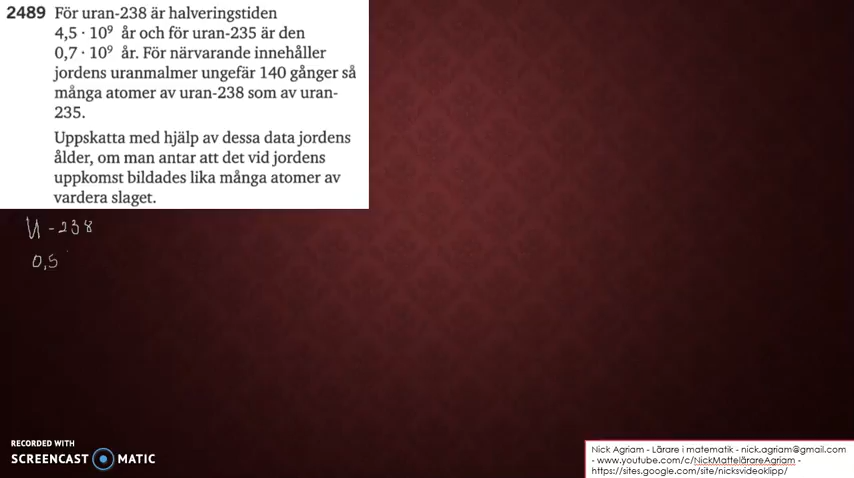 2489 För uran-238 är halveringstiden
4,5 · 10⁹ år och för uran-235 är den
0,7 · 10⁹ år. För närvarande innehåller
jordens uranmalmer ungefär 140 gånger så
många atomer av uran-238 som av uran-
235.
Uppskatta med hjälp av dessa data jordens
ålder, om man antar att det vid jordens
uppkomst bildades lika många atomer av
vardera slaget.
U - 238
0,5
RECORDED WITH
SCREENCAST MATIC
Nick Agriam - Lärare i matematik - nick.agriam@gmail.com
- www.youtube.com/c/NickMattelärareAgriam -
https://sites.google.com/site/nicksvideoklipp/